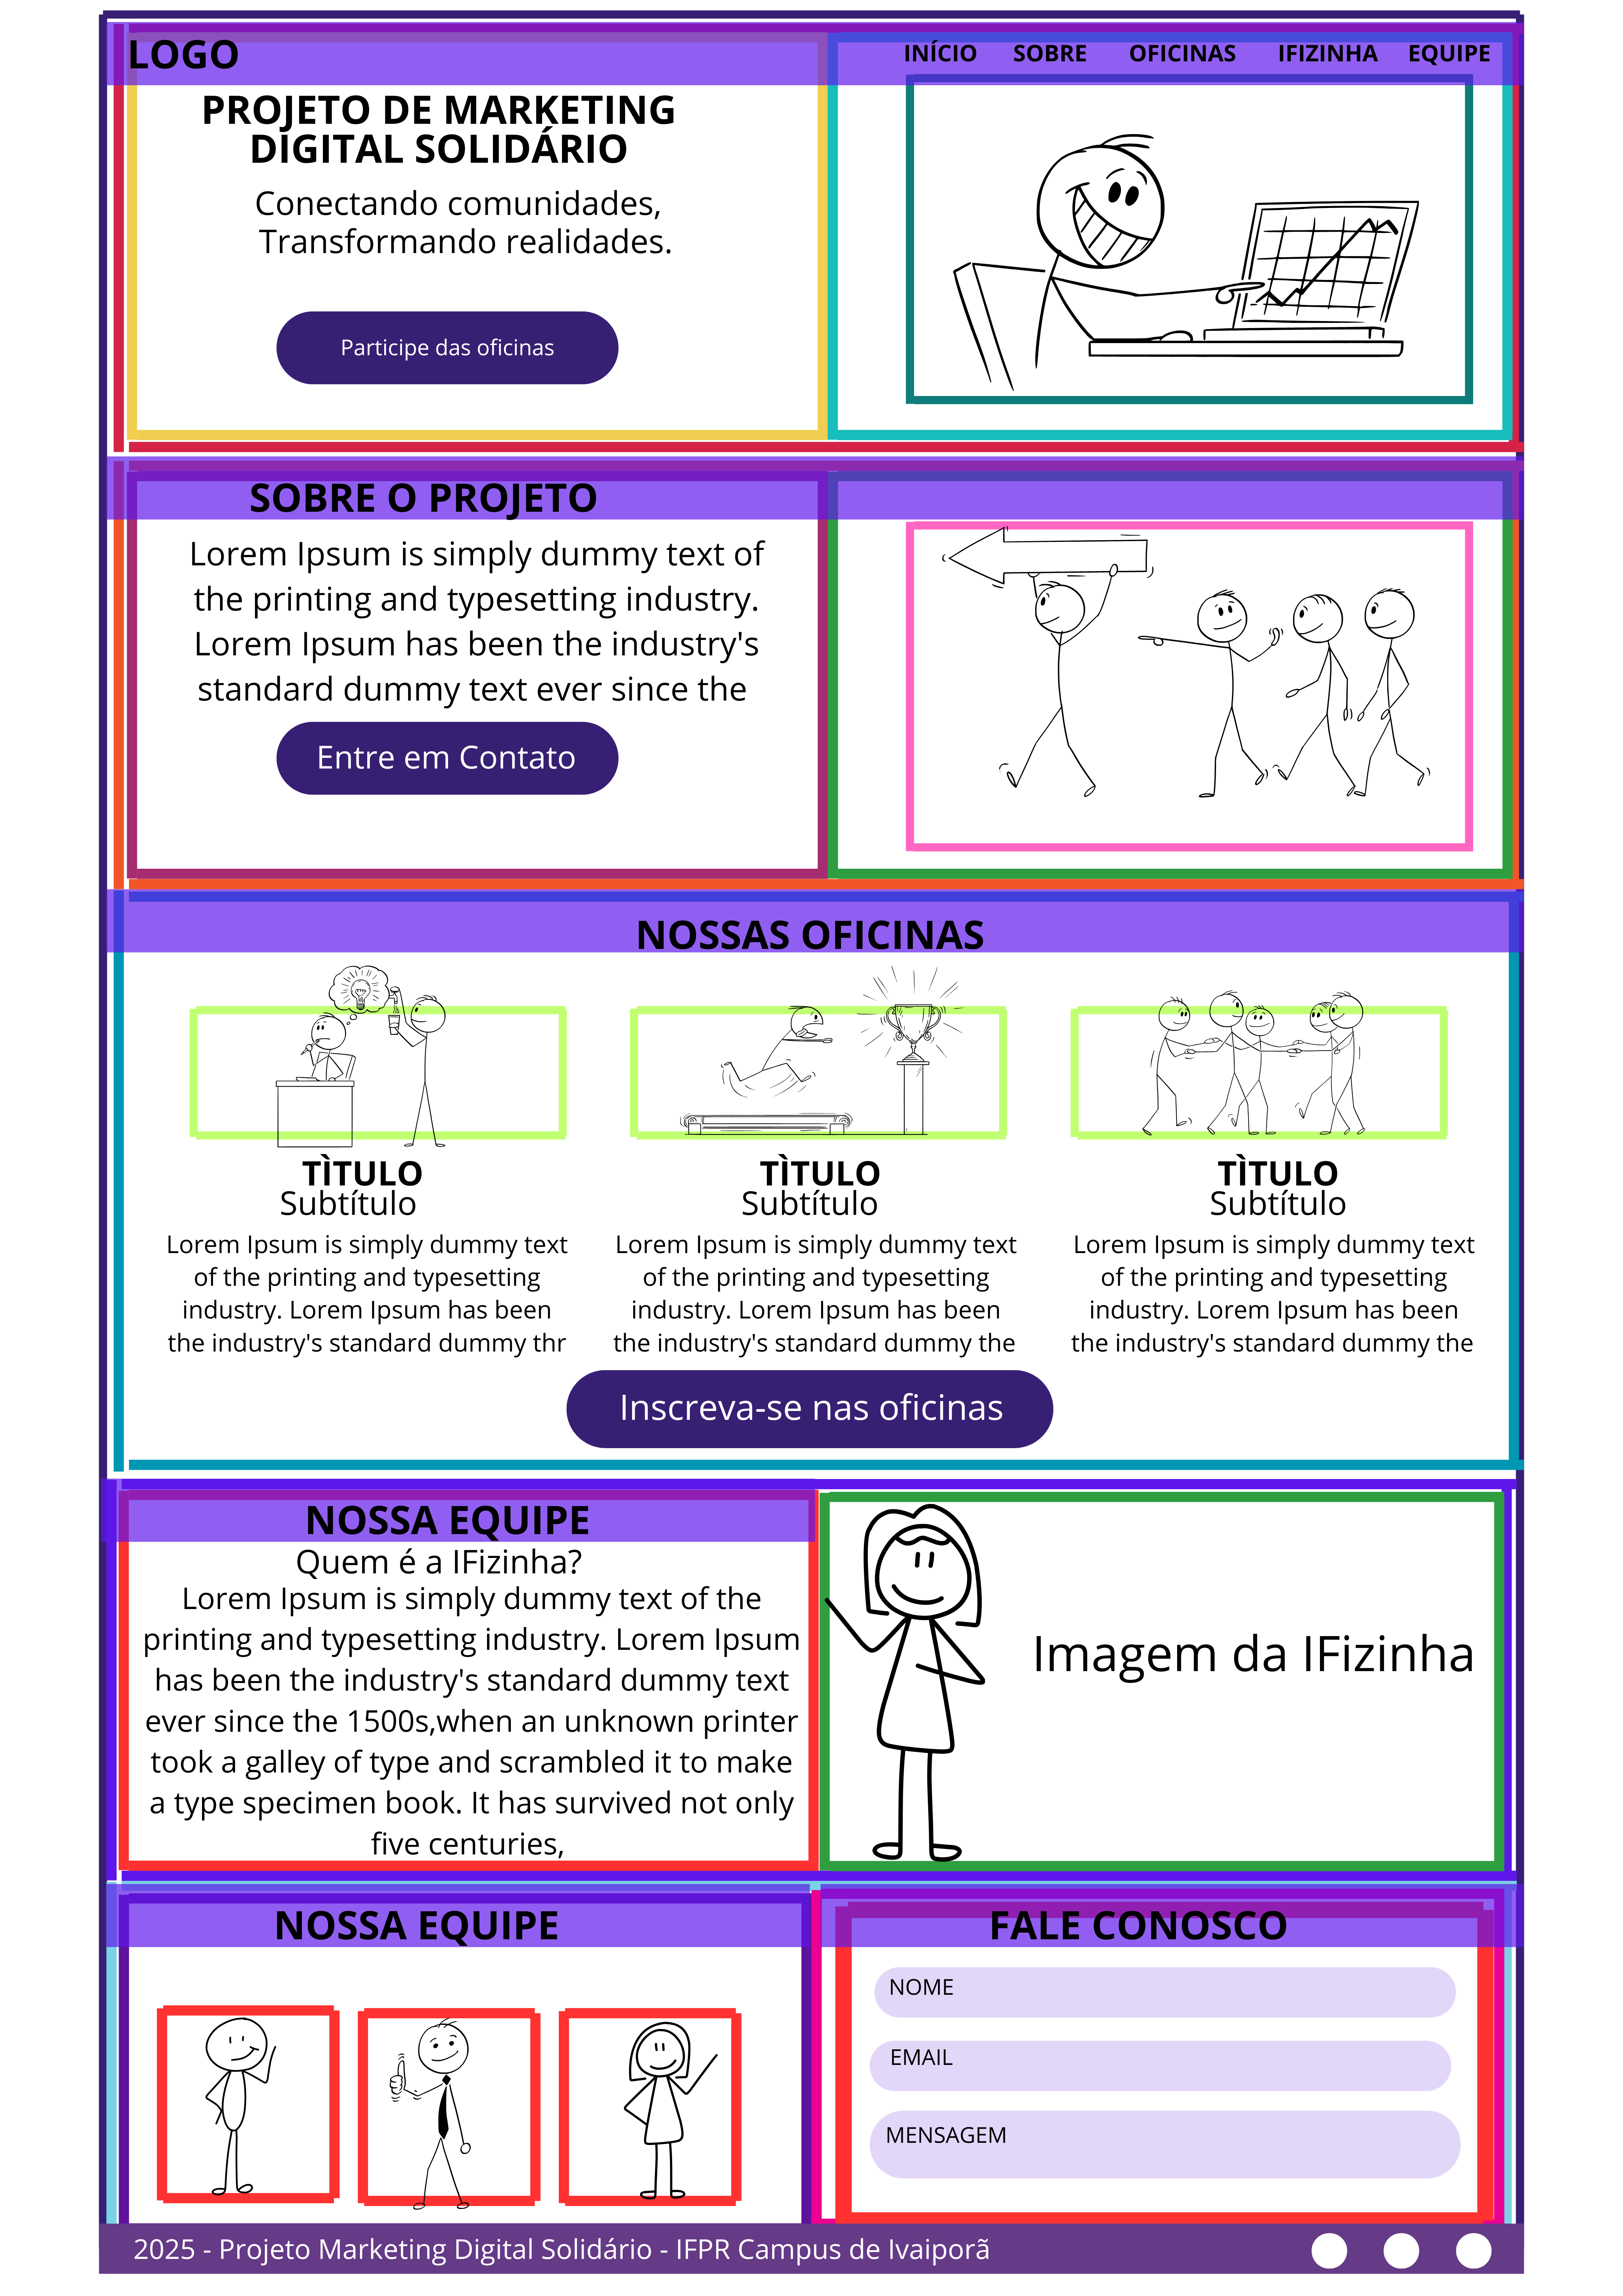 LOGO
INÍCIO SOBRE OFICINAS IFIZINHA EQUIPE
PROJETO DE MARKETING
DIGITAL SOLIDÁRIO
Conectando comunidades,
Transformando realidades.
Participe das oficinas
SOBRE O PROJETO
Lorem Ipsum is simply dummy text of
the printing and typesetting industry.
Lorem Ipsum has been the industry's
standard dummy text ever since the
Entre em Contato
NOSSAS OFICINAS
TÌTULO
Subtítulo
Lorem Ipsum is simply dummy text
of the printing and typesetting
industry. Lorem Ipsum has been
the industry's standard dummy thr
TÌTULO
Subtítulo
Lorem Ipsum is simply dummy text
of the printing and typesetting
industry. Lorem Ipsum has been
the industry's standard dummy the
TÌTULO
Subtítulo
Lorem Ipsum is simply dummy text
of the printing and typesetting
industry. Lorem Ipsum has been
the industry's standard dummy the
Inscreva-se nas oficinas
NOSSA EQUIPE
Quem é a IFizinha?
Lorem Ipsum is simply dummy text of the
printing and typesetting industry. Lorem Ipsum
has been the industry's standard dummy text
ever since the 1500s,when an unknown printer
took a galley of type and scrambled it to make
a type specimen book. It has survived not only
five centuries,
Imagem da IFizinha
NOSSA EQUIPE
FALE CONOSCO
NOME
EMAIL
MENSAGEM
2025 - Projeto Marketing Digital Solidário - IFPR Campus de Ivaiporã